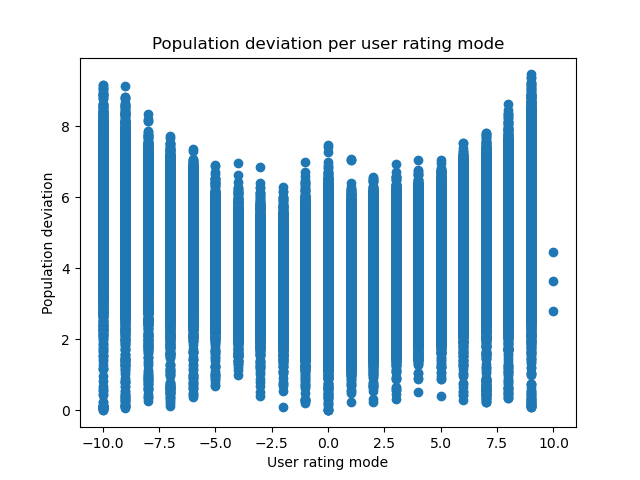 Population deviation per user rating mode
Population deviation
8
6
4
2
0
−10.0 −7.5 −5.0 −2.5 0.0 2.5 5.0 7.5 10.0
User rating mode